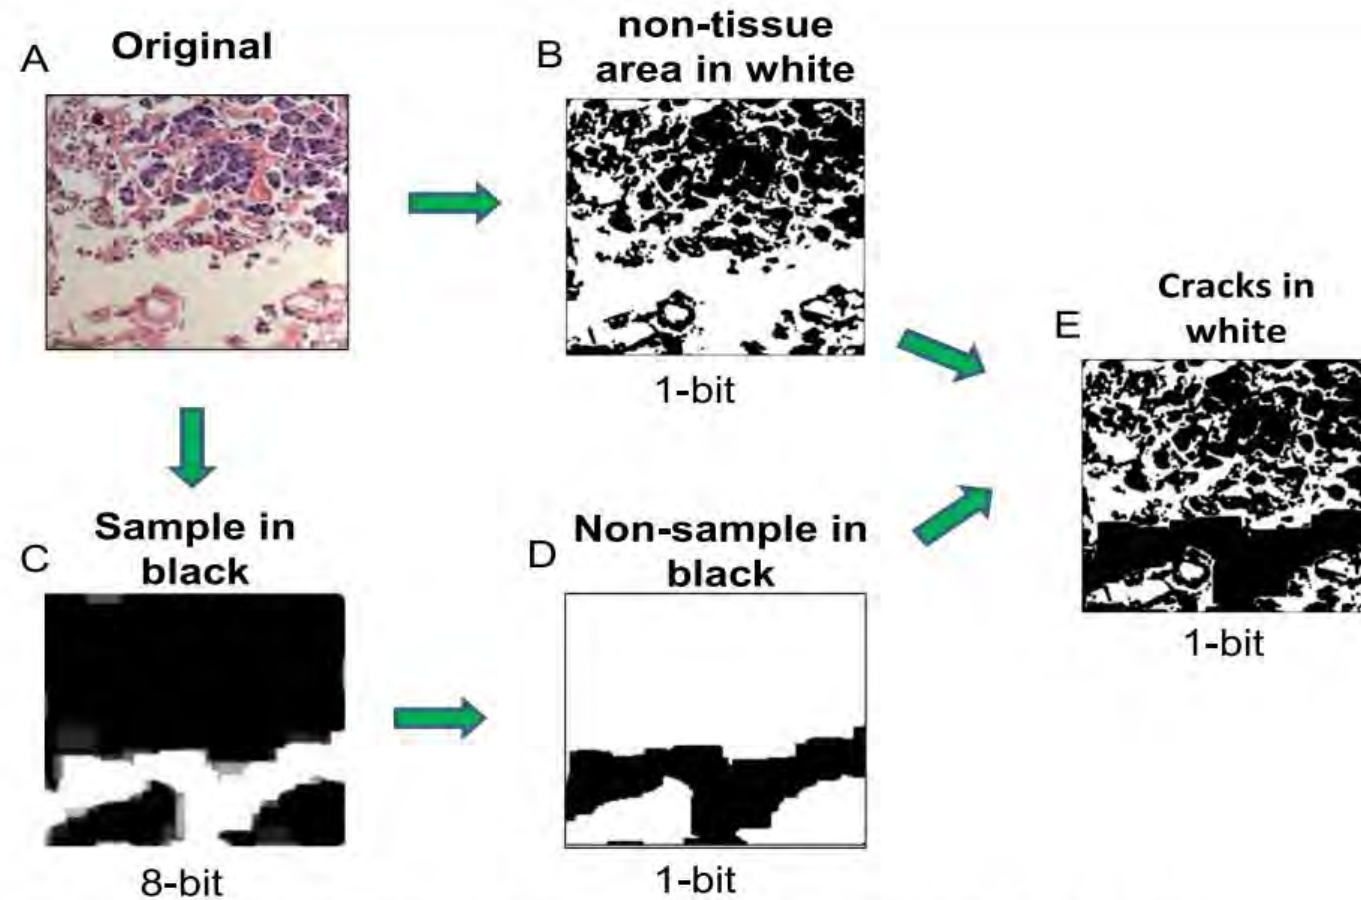 A
Original
B
non-tissue
area in white
1-bit
E
Cracks in
white
1-bit
C
Sample in
black
8-bit
D
Non-sample in
black
1-bit